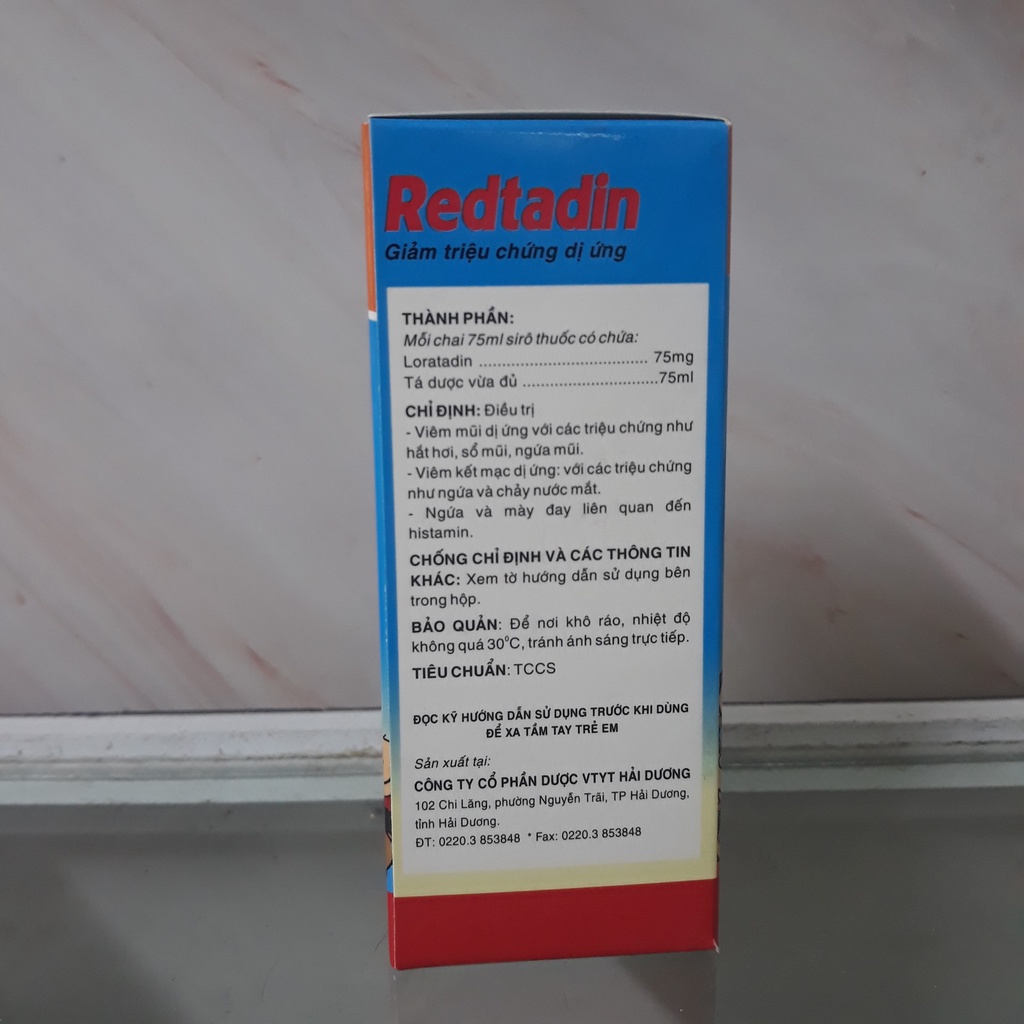 Redtadin
Giảm triệu chứng dị ứng
THÀNH PHẦN:
Mỗi chai 75ml sirô thuốc có chứa:
Loratadin ...................................... 75mg
Tá dược vừa đủ ..............................75ml
CHỈ ĐỊNH: Điều trị
- Viêm mũi dị ứng với các triệu chứng như
hắt hơi, sổ mũi, ngứa mũi.
- Viêm kết mạc dị ứng: với các triệu chứng
như ngứa và chảy nước mắt.
- Ngứa và mày đay liên quan đến
histamin.
CHỐNG CHỈ ĐỊNH VÀ CÁC THÔNG TIN
KHÁC: Xem tờ hướng dẫn sử dụng bên
trong hộp.
BẢO QUẢN: Để nơi khô ráo, nhiệt độ
không quá 30°C, tránh ánh sáng trực tiếp.
TIÊU CHUẨN: TCCS
ĐỌC KỸ HƯỚNG DẪN SỬ DỤNG TRƯỚC KHI DÙNG
ĐỂ XA TẦM TAY TRẺ EM
Sản xuất tại:
CÔNG TY CỔ PHẦN DƯỢC VTYT HẢI DƯƠNG
102 Chi Lăng, phường Nguyễn Trãi, TP Hải Dương,
tỉnh Hải Dương.
ĐT: 0220.3 853848 * Fax: 0220.3 853848